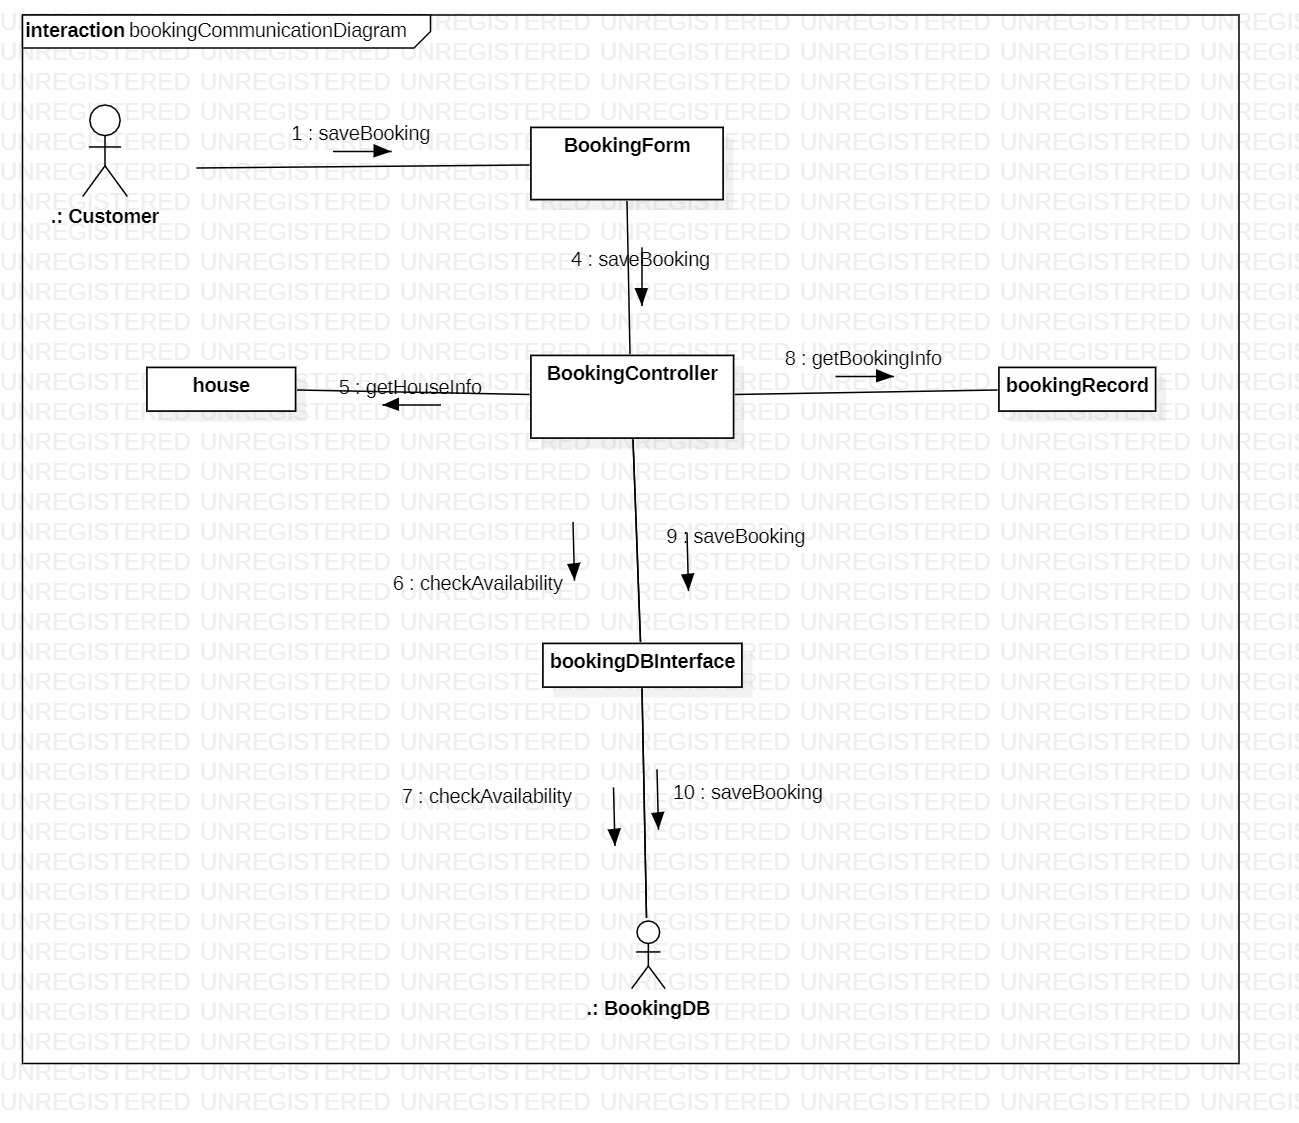 interaction bookingCommunicationDiagram
1 : saveBooking
BookingForm
.: Customer
4 : saveBooking
8 : getBookingInfo
house
5 : getHouseInfo
BookingController
bookingRecord
9 : saveBooking
6 : checkAvailability
bookingDBInterface
7 : checkAvailability
10 : saveBooking
.: BookingDB
UNREGISTERED